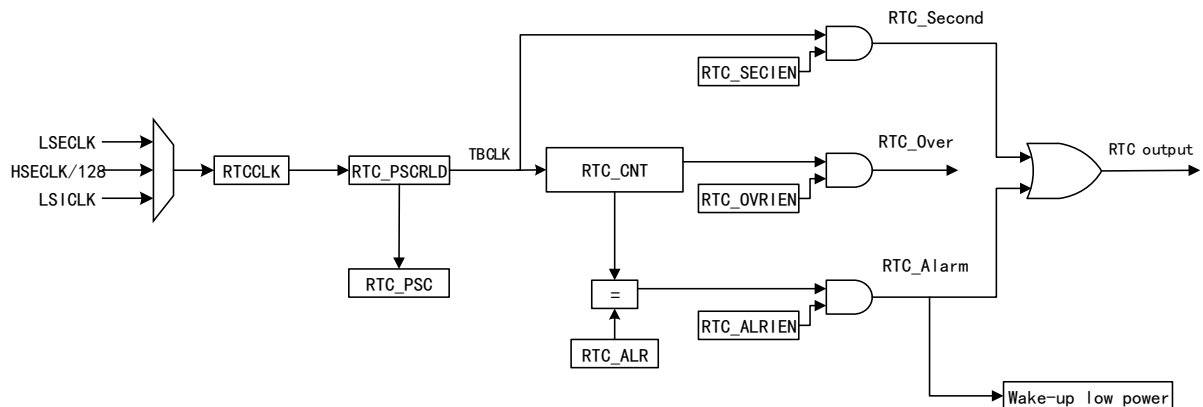 RTC_Second
RTC_SECIEN
LSECLK
HSECLK/128
LSICLK
RTCCLK
RTC_PSCRLD
TBCLK
RTC_CNT
RTC_Over
RTC_OVRIEN
RTC output
RTC_PSC
=
RTC_Alarm
RTC_ALRIEN
RTC_ALR
Wake-up low power